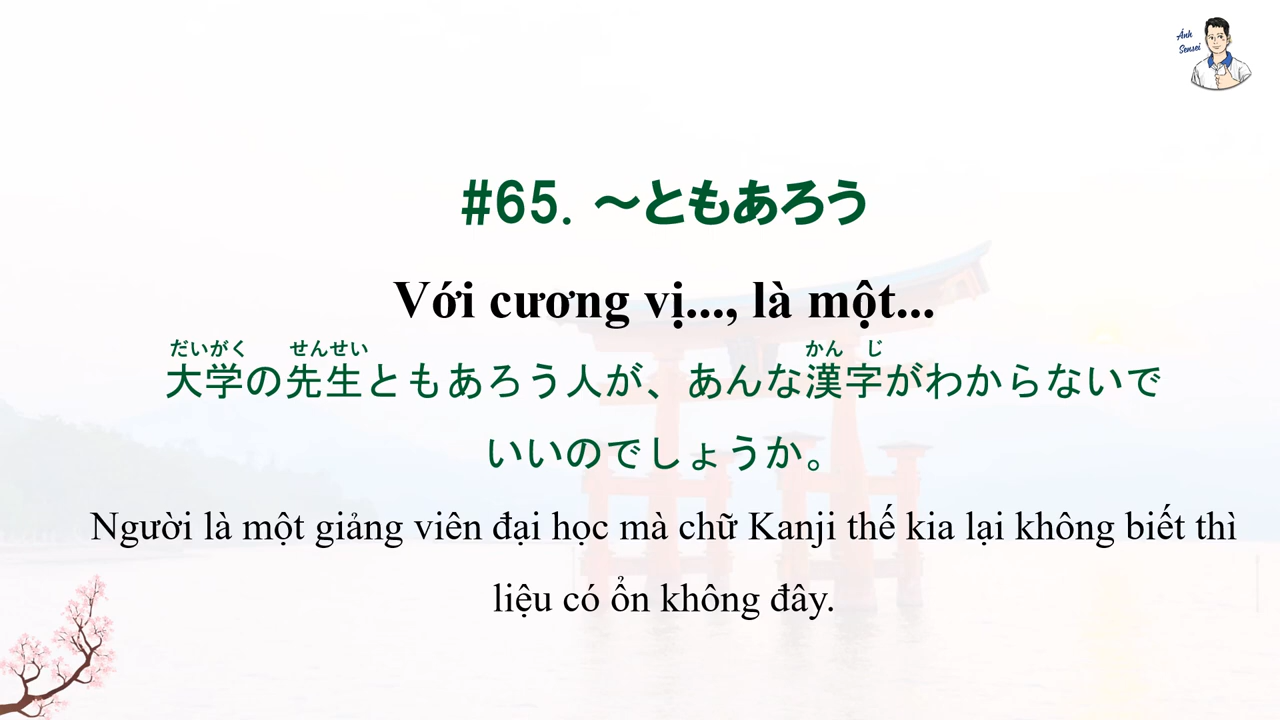 Ánh
Sensei
#65. ～ともあろう
Với cương vị..., là một...
だいがく せんせい かん じ
大学の先生ともあろう人が、あんな漢字がわからないで
いいのでしょうか。
Người là một giảng viên đại học mà chữ Kanji thế kia lại không biết thì
liệu có ổn không đây.